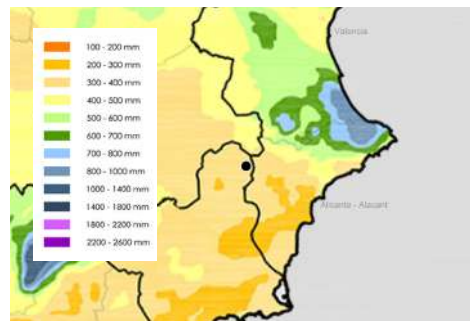 Valencia
100 - 200 mm
200 - 300 mm
300 - 400 mm
400 - 500 mm
500 - 600 mm
600 - 700 mm
700 - 800 mm
800 - 1000 mm
1000 - 1400 mm
1400 - 1800 mm
1800 - 2200 mm
2200 - 2600 mm
Alicante - Alacant